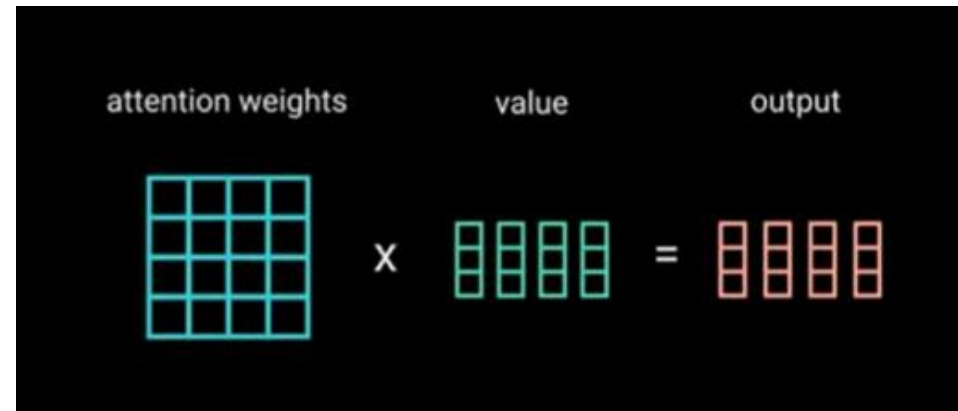 attention weights value output
x =